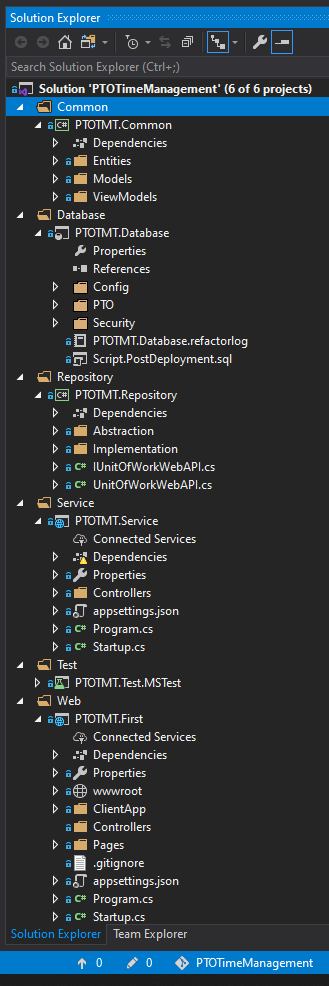 Solution Explorer
Search Solution Explorer (Ctrl+;)
Solution 'PTOTimeManagement' (6 of 6 projects)
Common
C# PTOTMT.Common
Dependencies
Entities
Models
ViewModels
Database
PTOTMT.Database
Properties
References
Config
PTO
Security
PTOTMT.Database.refactorlog
Script.PostDeployment.sql
Repository
C# PTOTMT.Repository
Dependencies
Abstraction
Implementation
C# IUnitOfWorkWebAPI.cs
C# UnitOfWorkWebAPI.cs
Service
PTOTMT.Service
Connected Services
Dependencies
Properties
Controllers
appsettings.json
C# Program.cs
C# Startup.cs
Test
PTOTMT.Test.MSTest
Web
PTOTMT.First
Connected Services
Dependencies
Properties
wwwroot
ClientApp
Controllers
Pages
.gitignore
appsettings.json
C# Program.cs
C# Startup.cs
Solution Explorer Team Explorer
0 0 PTOTimeManagement